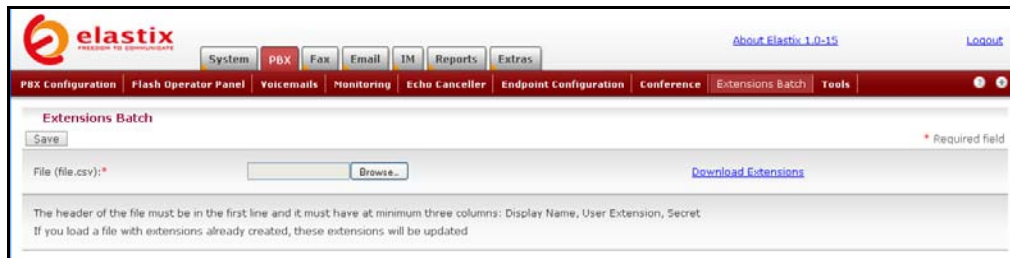 elastix
FREEDOM TO COMMUNICATE
About Elastix 1.0-15
Logout
System PBX Fax Email IM Reports Extras
PBX Configuration Flash Operator Panel Voicemails Monitoring Echo Canceller Endpoint Configuration Conference Extensions Batch Tools
Extensions Batch
Save
* Required field
File (file.csv):* Browse... Download Extensions
The header of the file must be in the first line and it must have at minimum three columns: Display Name, User Extension, Secret
If you load a file with extensions already created, these extensions will be updated